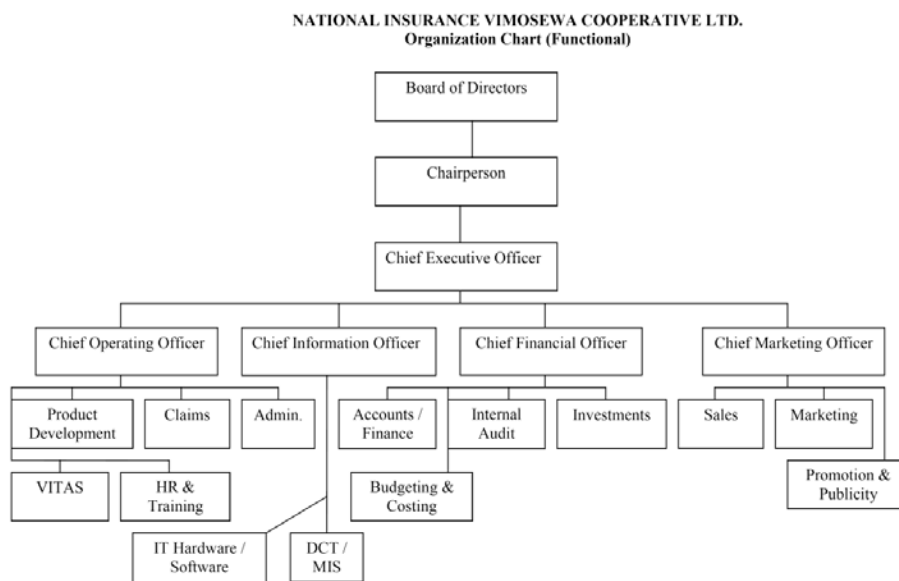 NATIONAL INSURANCE VIMOSEWA COOPERATIVE LTD.
Organization Chart (Functional)
Board of Directors
Chairperson
Chief Executive Officer
Chief Operating Officer
Chief Information Officer
Chief Financial Officer
Chief Marketing Officer
Product
Development
Claims
Admin.
Accounts /
Finance
Internal
Audit
Investments
Sales
Marketing
VITAS
HR &
Training
Budgeting &
Costing
Promotion &
Publicity
IT Hardware /
Software
DCT /
MIS